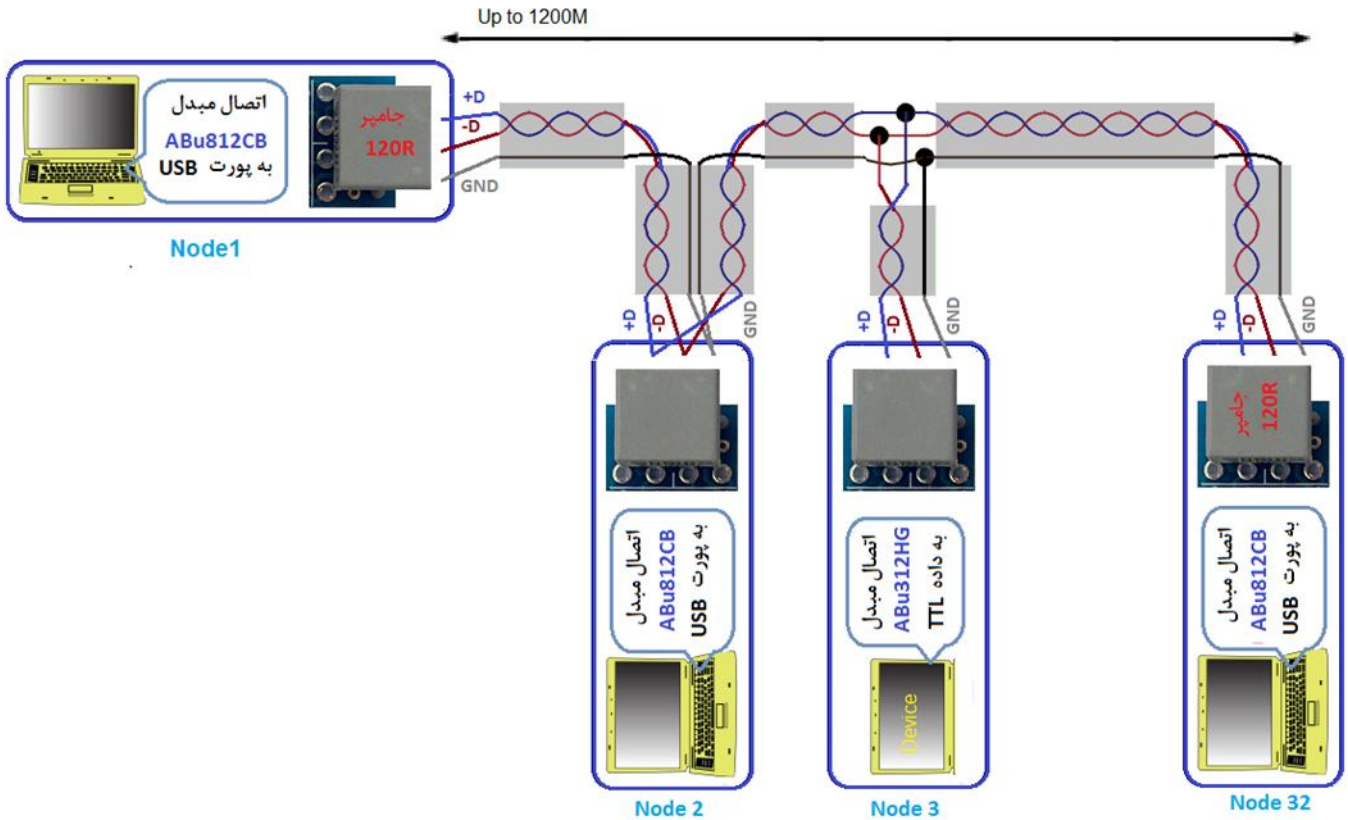 Up to 1200M
اتصال مبدل
ABu812CB
به پورت USB
جامپر
120R
+D
-D
GND
Node1
+D
-D
GND
اتصال مبدل
ABu812CB
به پورت USB
Node 2
+D
-D
GND
اتصال مبدل
ABu312HG
به داده TTL
Device
Node 3
+D
-D
GND
جامپر
120R
اتصال مبدل
ABu812CB
به پورت USB
Node 32